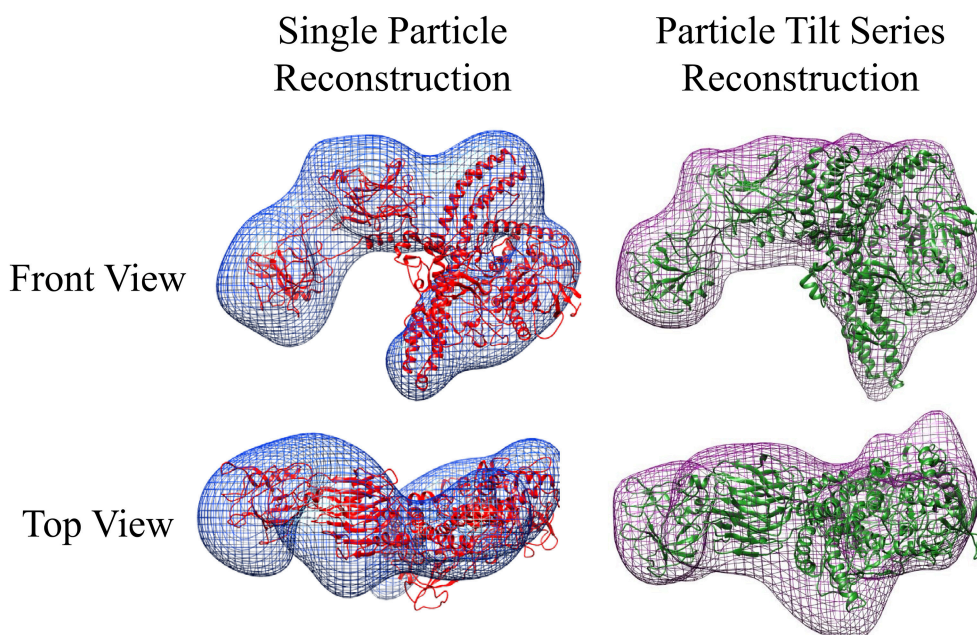 Single Particle
Reconstruction
Particle Tilt Series
Reconstruction
Front View
Top View